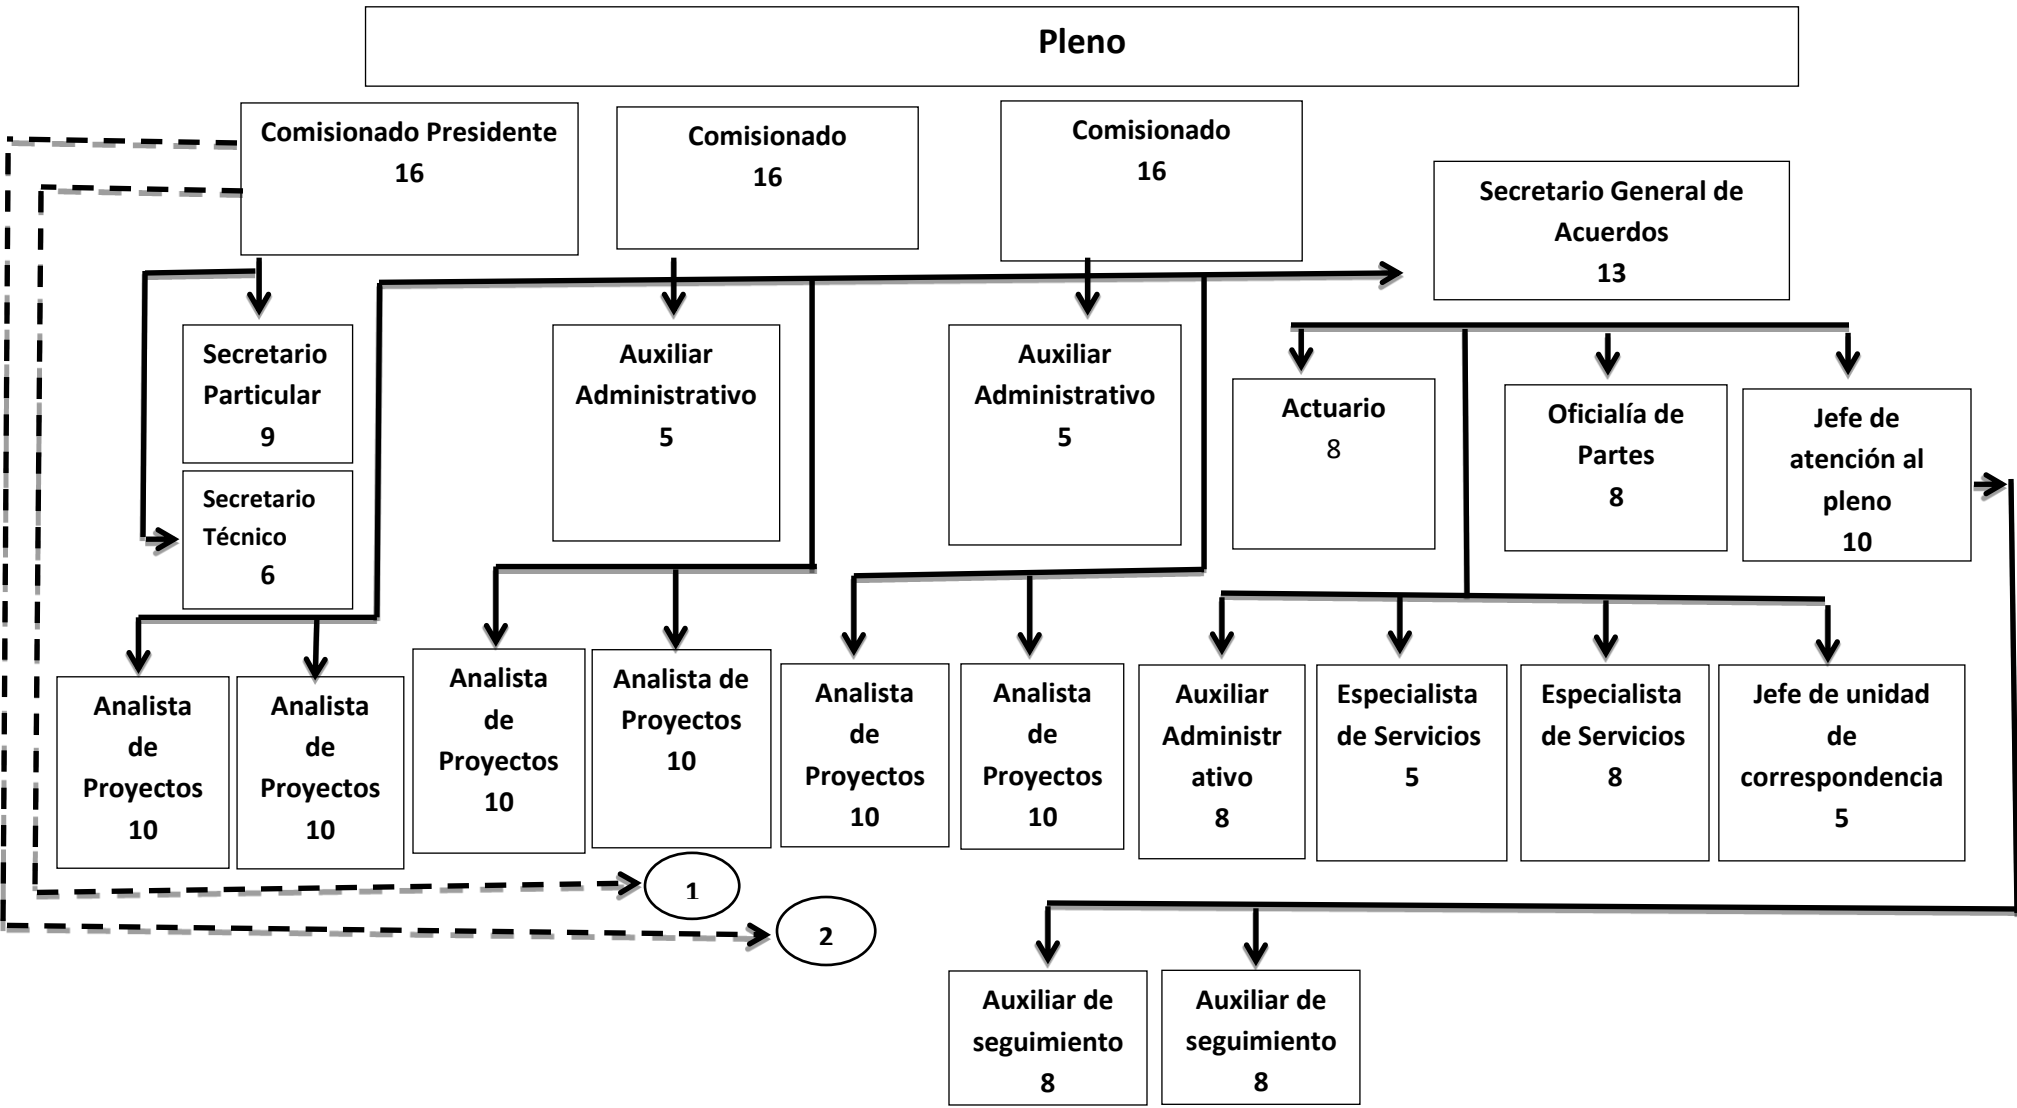 Pleno
Comisionado Presidente
16
Comisionado
16
Comisionado
16
Secretario General de
Acuerdos
13
Secretario
Particular
9
Auxiliar
Administrativo
5
Auxiliar
Administrativo
5
Actuario
8
Oficialía de
Partes
8
Jefe de
atención al
pleno
10
Secretario
Técnico
6
Analista
de
Proyectos
10
Analista
de
Proyectos
10
Analista
de
Proyectos
10
Analista de
Proyectos
10
Analista
de
Proyectos
10
Analista
de
Proyectos
10
Auxiliar
Administr
ativo
8
Especialista
de Servicios
5
Especialista
de Servicios
8
Jefe de unidad
de
correspondencia
5
1
2
Auxiliar de
seguimiento
8
Auxiliar de
seguimiento
8